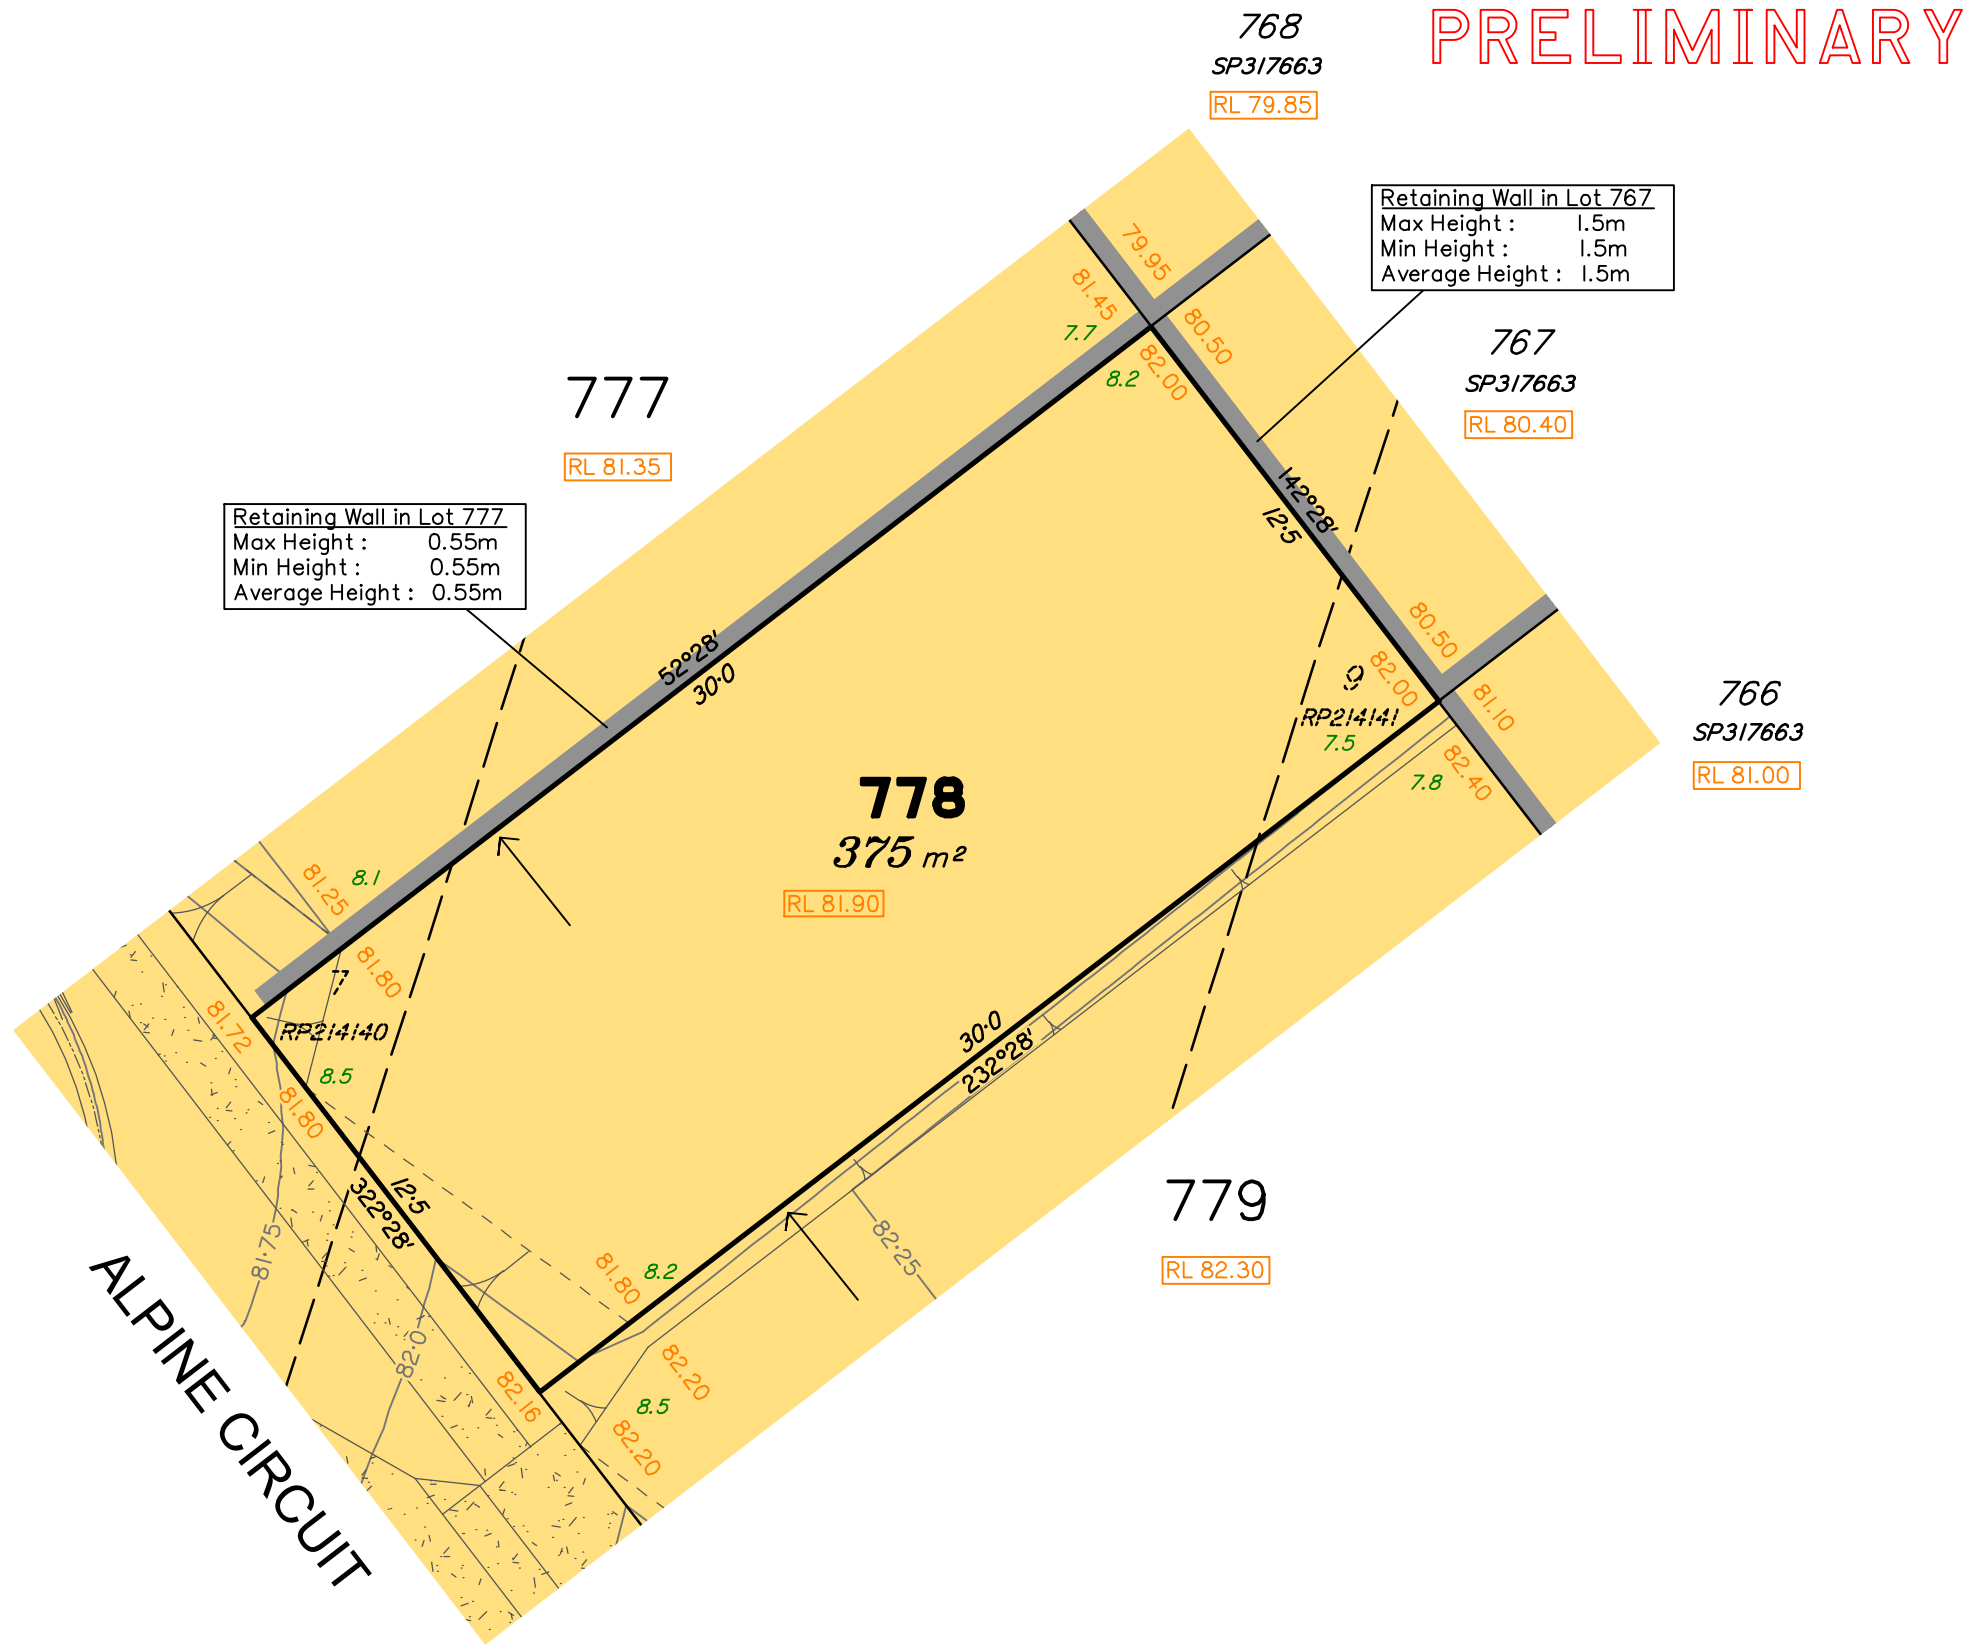 PRELIMINARY
768
SP317663
RL 79.85
Retaining Wall in Lot 767
Max Height : 1.5m
Min Height : 1.5m
Average Height : 1.5m
767
SP317663
RL 80.40
777
RL 81.35
Retaining Wall in Lot 777
Max Height : 0.55m
Min Height : 0.55m
Average Height : 0.55m
79.95
81.45
80.50
82.00
7.7
8.2
142°28'
12.5
52°28'
30.0
80.50
82.00
81.10
82.40
9
RP214141
7.5
7.8
766
SP317663
RL 81.00
778
375 m²
RL 81.90
81.25
8.1
81.80
7
RP214140
81.72
8.5
81.80
30.0
232°28'
12.5
322°28'
81.75
82.0
81.80
8.2
82.25
779
RL 82.30
82.16
82.20
8.5
82.20
ALPINE CIRCUIT